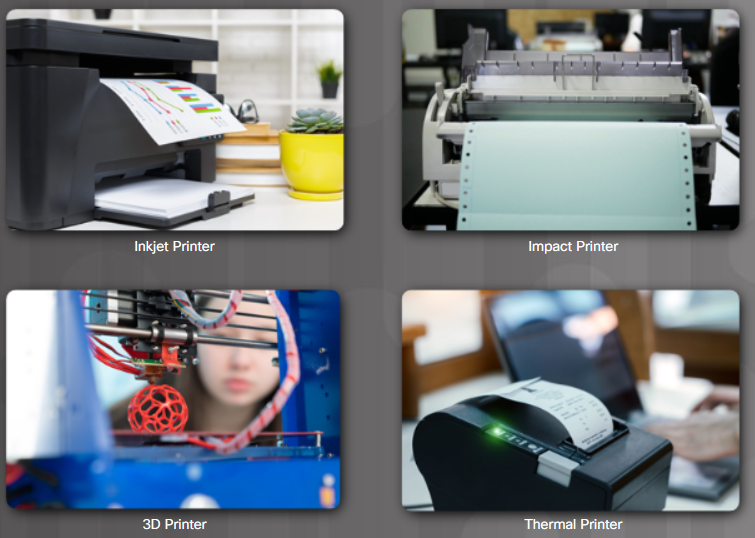 Inkjet Printer
Impact Printer
3D Printer
Thermal Printer